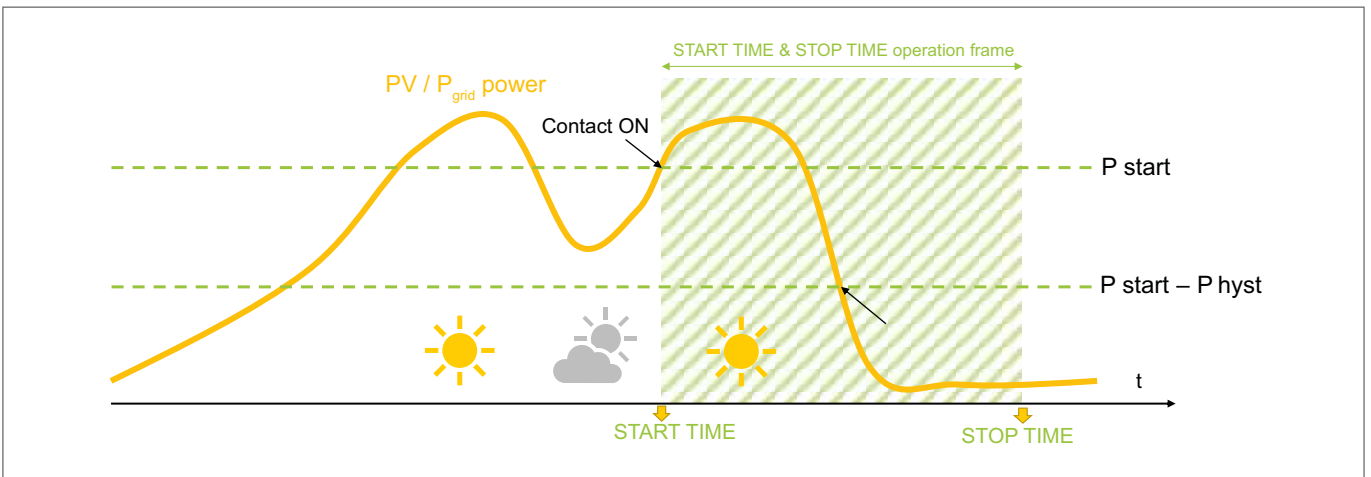 START TIME & STOP TIME operation frame
PV / Pgrid power
Contact ON
P start
P start – P hyst
t
START TIME
STOP TIME